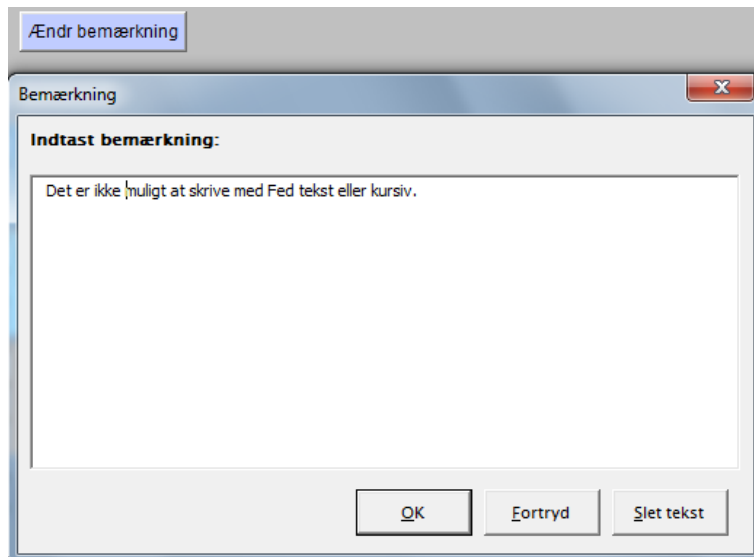 Ændr bemærkning
Bemærkning
Indtast bemærkning:
Det er ikke muligt at skrive med Fed tekst eller kursiv.
OK Fortryd Slet tekst